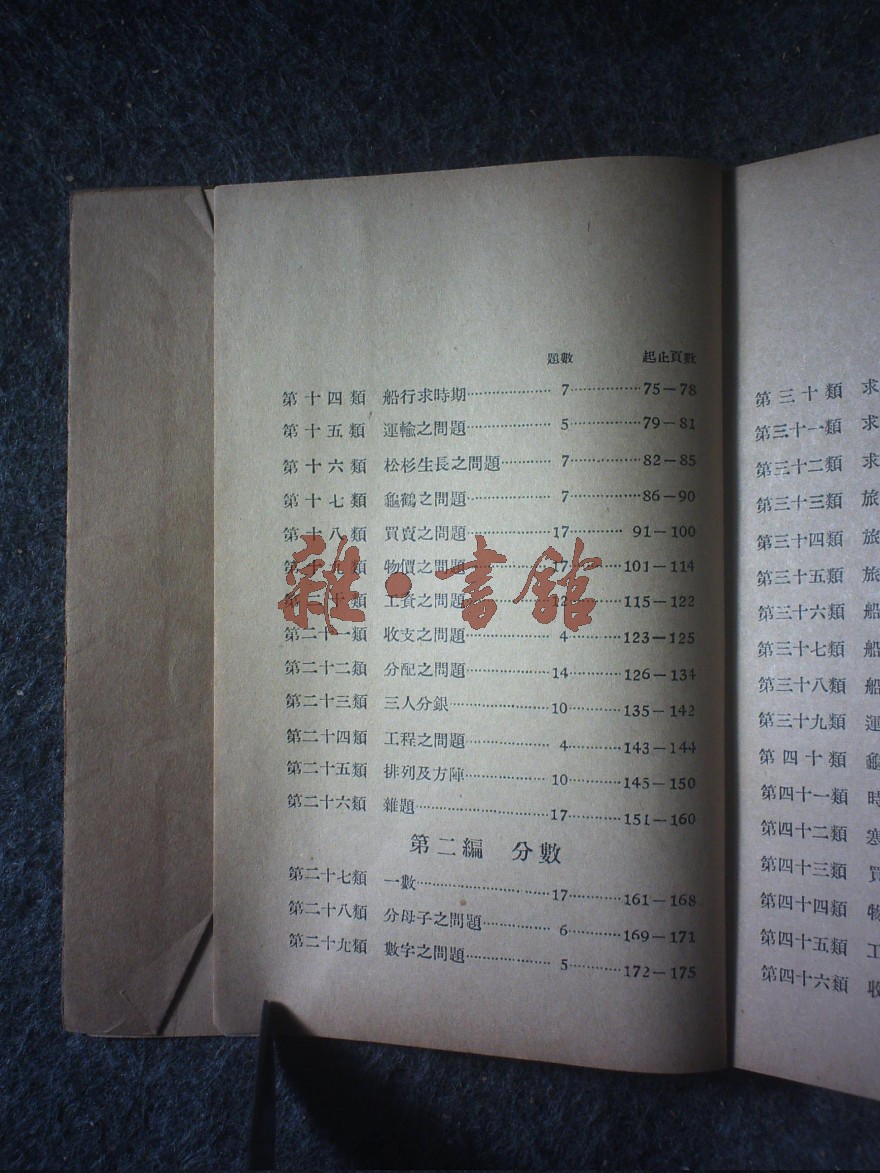 題數 起止頁數
第十四類 船行求時期………………7………………75－78
第十五類 運輸之問題………………5………………79－81
第十六類 松杉生長之問題…………7………………82－85
第十七類 龜鶴之問題………………7………………86－90
第十八類 買賣之問題………………17……………91－100
第十九類 物價之問題………………17……………101－114
第二十類 工資之問題………………12……………115－122
第二十一類 收支之問題………………4……………123－125
第二十二類 分配之問題………………14……………126－134
第二十三類 三人分銀…………………10……………135－142
第二十四類 工程之問題………………4……………143－144
第二十五類 排列及方陣………………10……………145－150
第二十六類 雜題………………………17……………151－160
第二編 分數
第二十七類 一數………………………17……………161－168
第二十八類 分母子之問題……………6……………169－171
第二十九類 數字之問題………………5……………172－175
雜·書館
第三十類 求
第三十一類 求
第三十二類 求
第三十三類 旅
第三十四類 旅
第三十五類 旅
第三十六類 船
第三十七類 船
第三十八類 船
第三十九類 運
第四十類 龜
第四十一類 時
第四十二類 寒
第四十三類 買
第四十四類 物
第四十五類 工
第四十六類 收